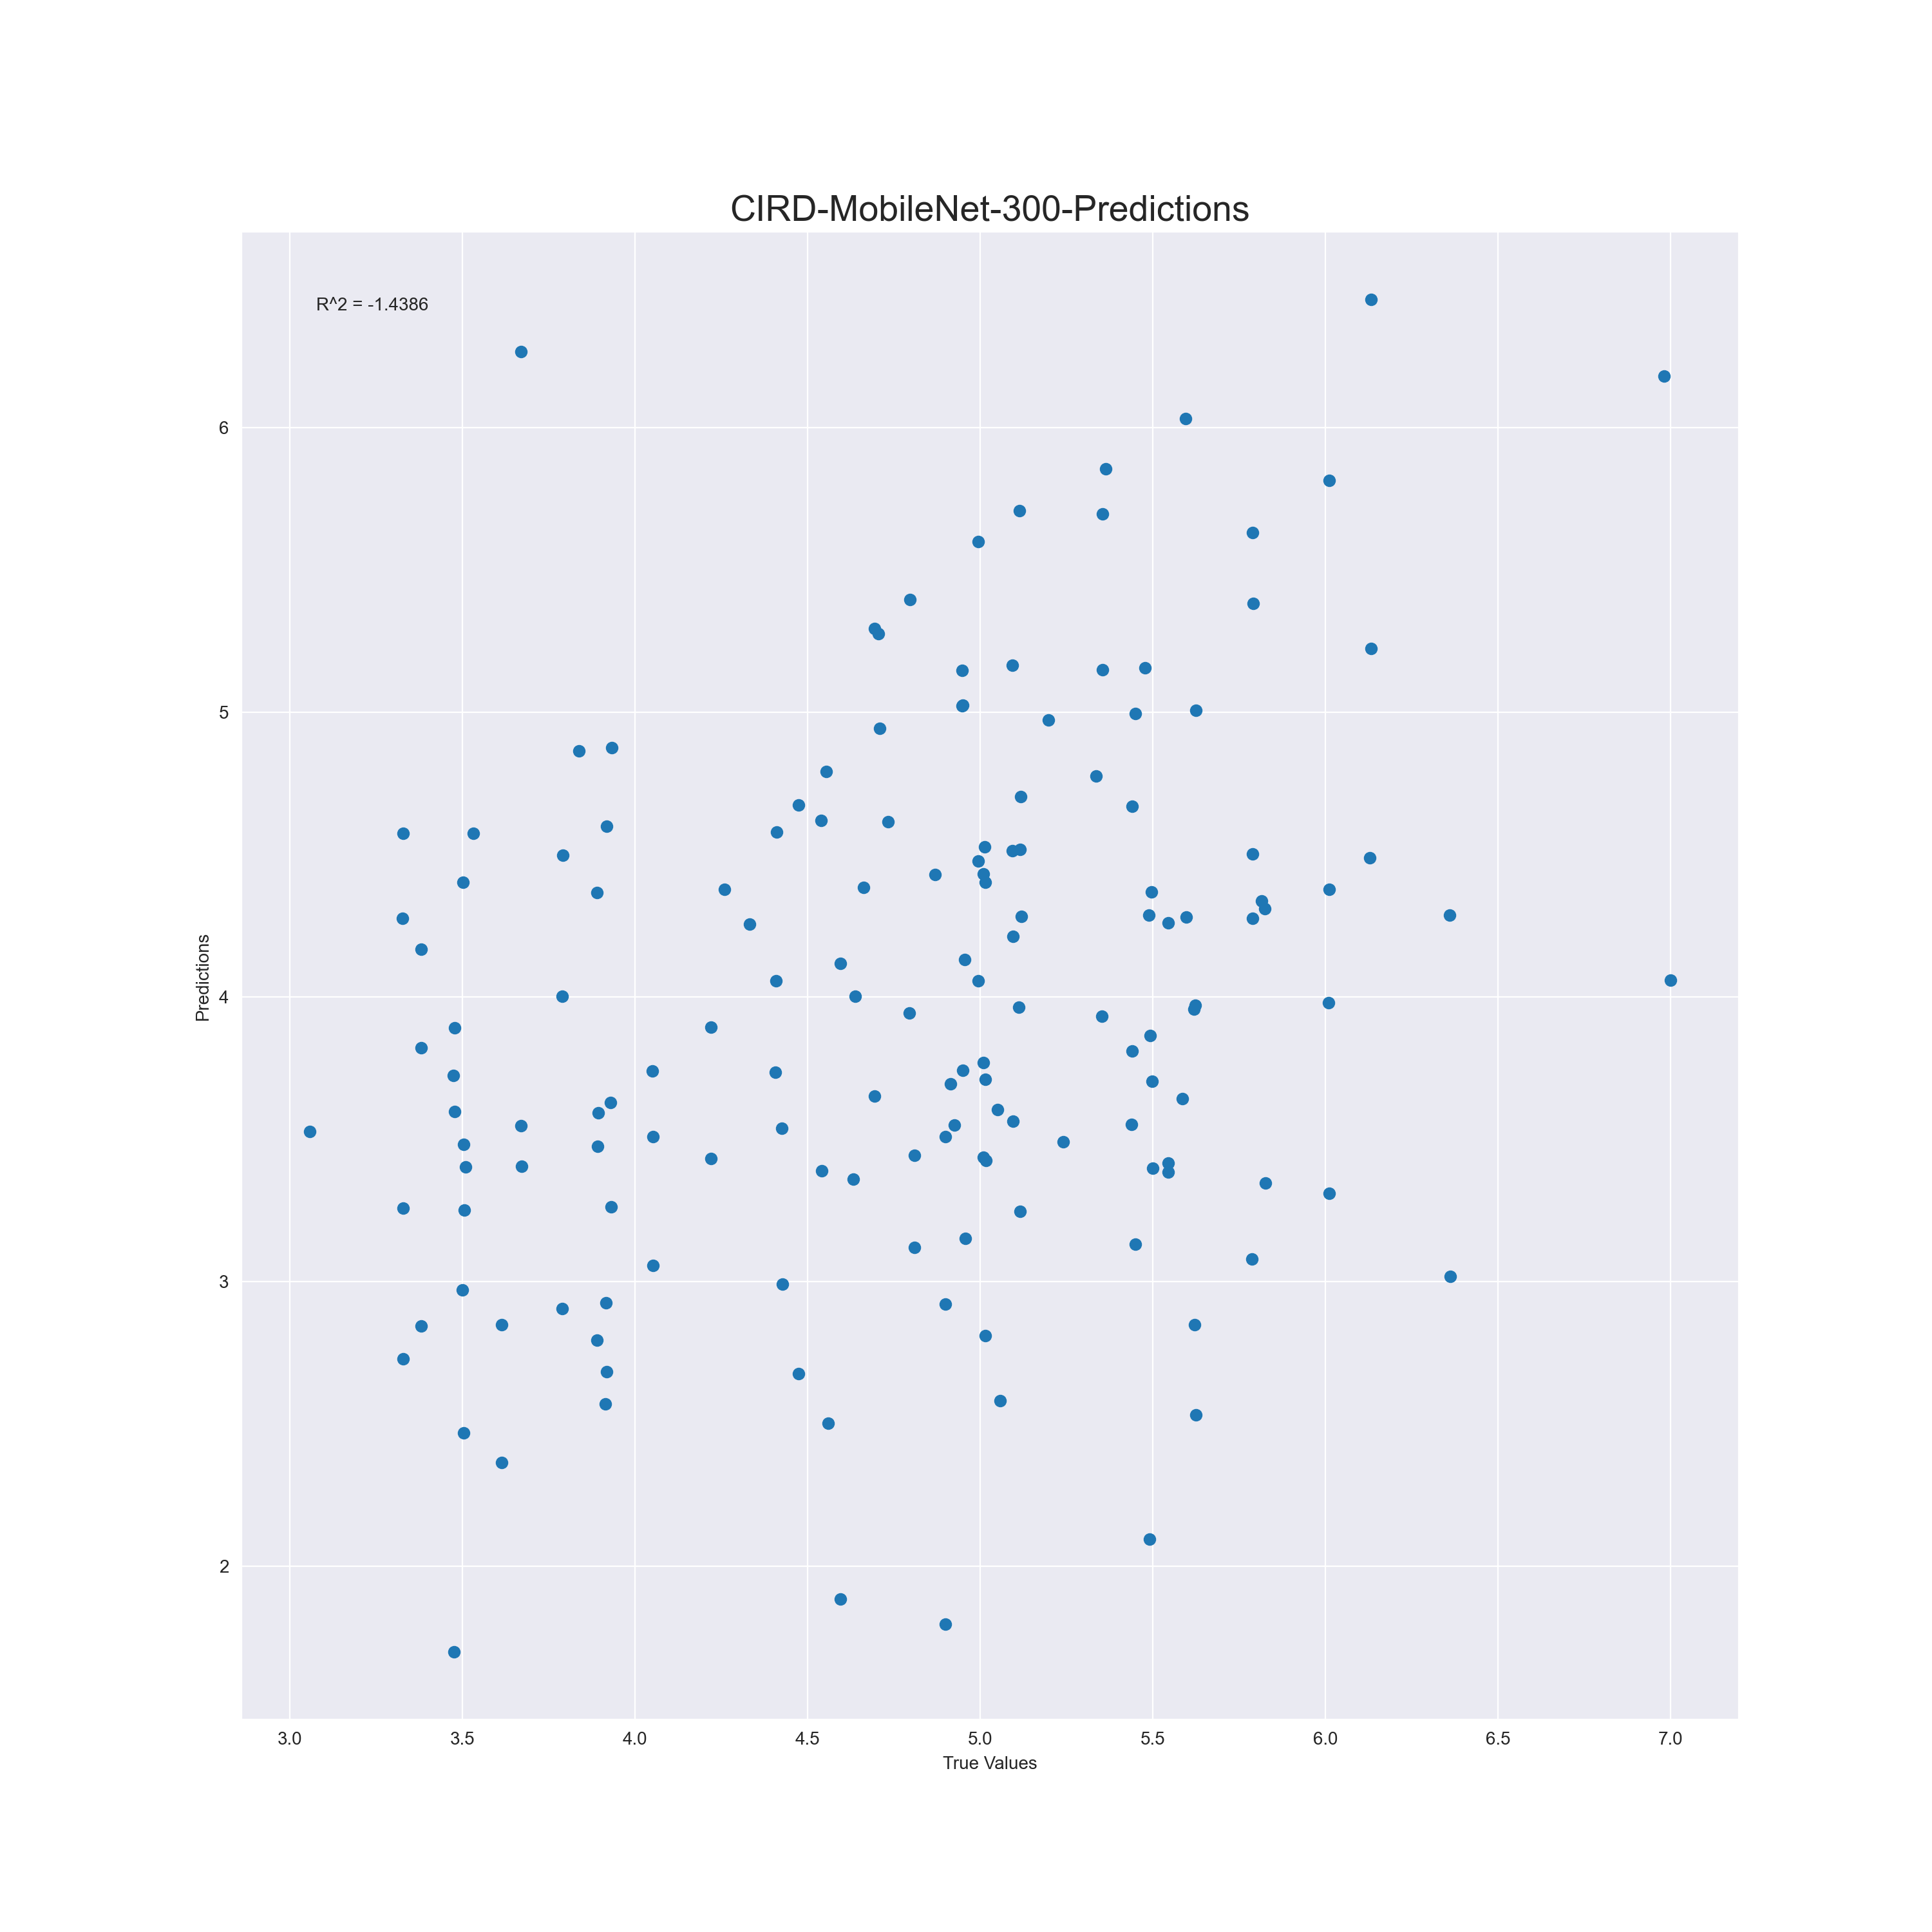 CIRD-MobileNet-300-Predictions
R^2 = -1.4386
6
5
4
3
2
Predictions
3.0 3.5 4.0 4.5 5.0 5.5 6.0 6.5 7.0
True Values